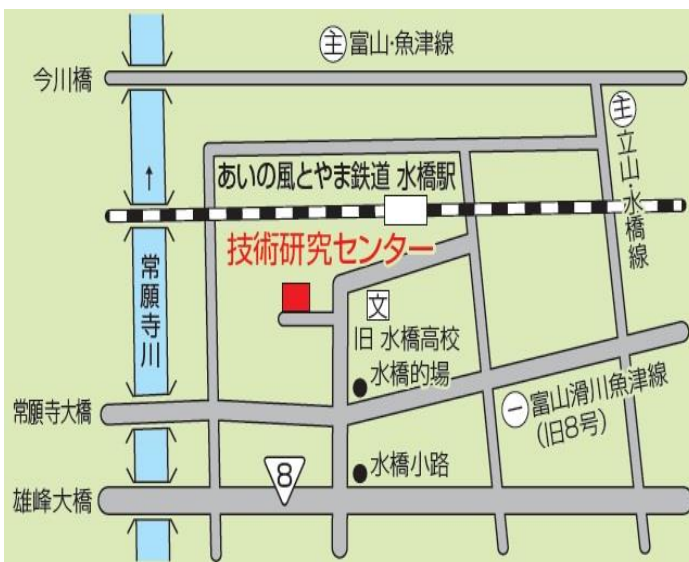 主 富山・魚津線
今川橋
主 立山・水橋線
あいの風とやま鉄道 水橋駅
↑
技術研究センター
常願寺川
文
旧 水橋高校
水橋的場
常願寺大橋
一 富山滑川魚津線
(旧8号)
8
水橋小路
雄峰大橋